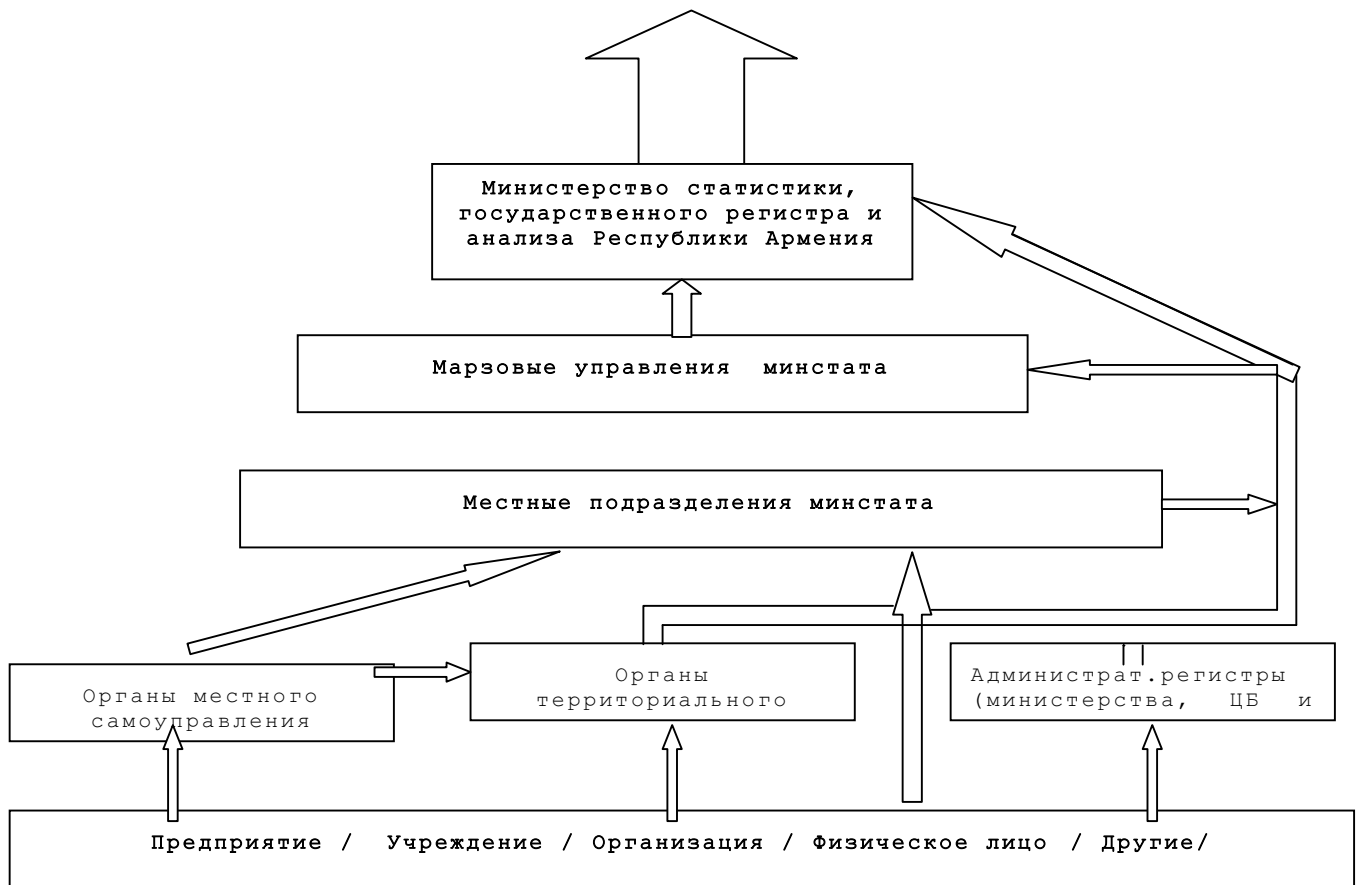 Министерство статистики,
государственного регистра и
анализа Республики Армения
Марзовые управления минстата
Местные подразделения минстата
Органы местного
самоуправления
Органы
территориального
Администрат.регистры
(министерства, ЦБ и
Предприятие / Учреждение / Организация / Физическое лицо / Другие/